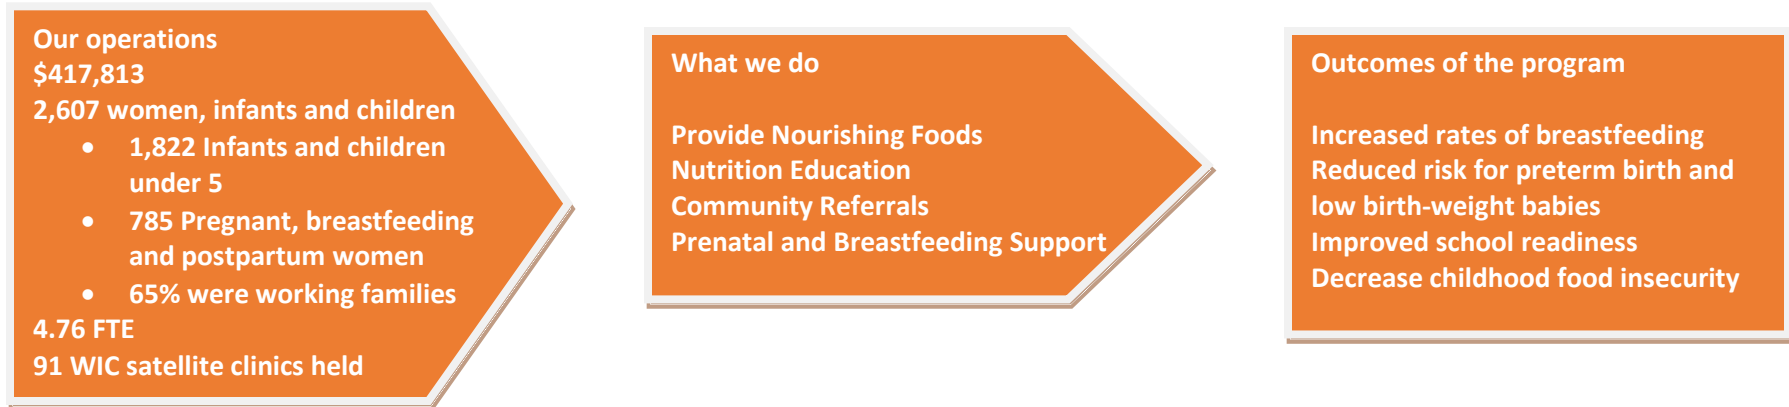 Our operations
$417,813
2,607 women, infants and children
• 1,822 Infants and children
under 5
• 785 Pregnant, breastfeeding
and postpartum women
• 65% were working families
4.76 FTE
91 WIC satellite clinics held
What we do
Provide Nourishing Foods
Nutrition Education
Community Referrals
Prenatal and Breastfeeding Support
Outcomes of the program
Increased rates of breastfeeding
Reduced risk for preterm birth and
low birth-weight babies
Improved school readiness
Decrease childhood food insecurity